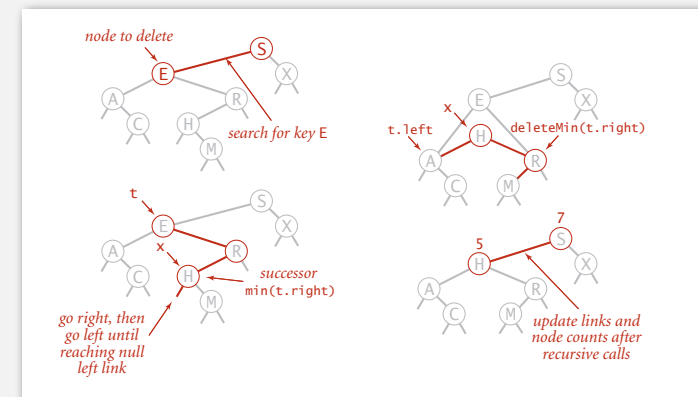 node to delete
S
E
X
A
R
C
H
search for key E
M
t
S
E
X
x
A
R
C
H
successor
min(t.right)
M
go right, then
go left until
reaching null
left link
S
E
X
x
t.left
H
deleteMin(t.right)
A
R
C
M
7
5
S
H
X
A
R
C
M
update links and
node counts after
recursive calls